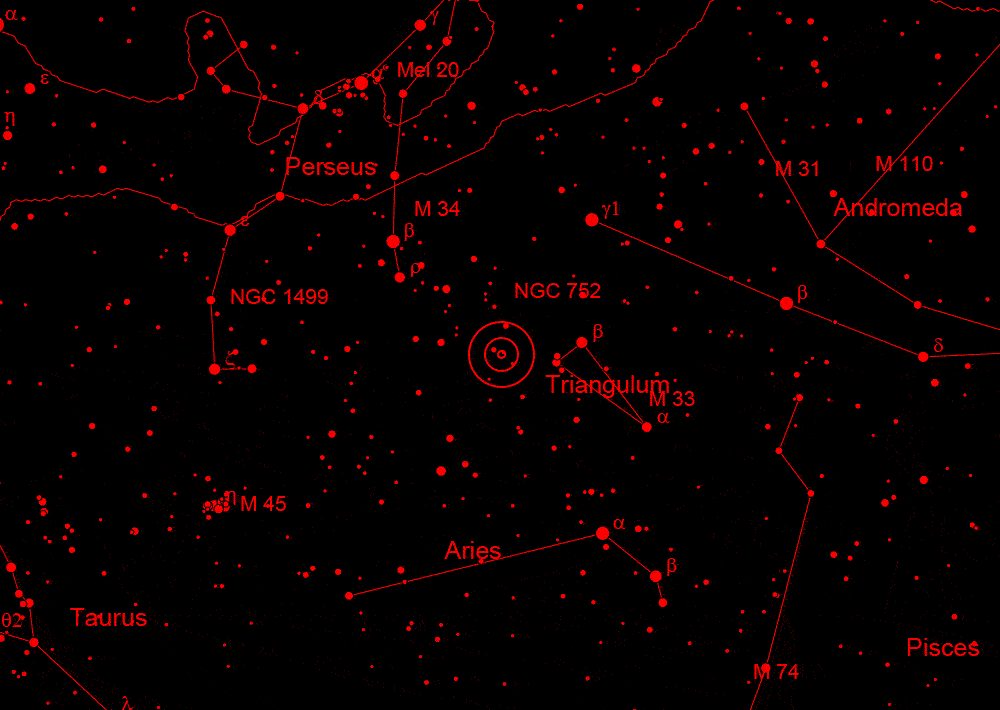 α
γ
ε
α
Mel 20
δ
η
Perseus
M 31
M 110
Andromeda
M 34
γ1
ε
β
ρ
NGC 1499
NGC 752
β
β
δ
ζ
Triangulum
M 33
α
η
M 45
α
Aries
β
Taurus
θ2
Pisces
M 74
λ